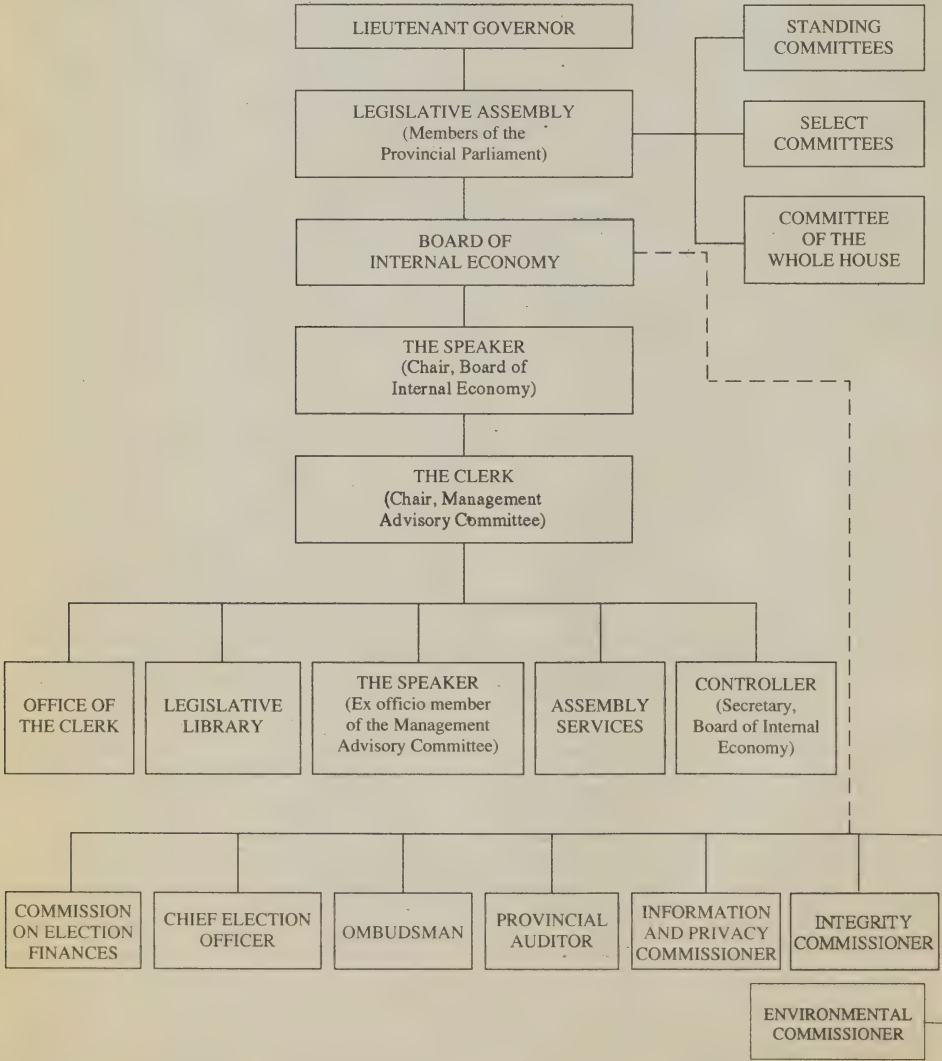 LIEUTENANT GOVERNOR
STANDING
COMMITTEES
LEGISLATIVE ASSEMBLY
(Members of the
Provincial Parliament)
SELECT
COMMITTEES
COMMITTEE
OF THE
WHOLE HOUSE
BOARD OF
INTERNAL ECONOMY
THE SPEAKER
(Chair, Board of
Internal Economy)
THE CLERK
(Chair, Management
Advisory Committee)
OFFICE OF
THE CLERK
LEGISLATIVE
LIBRARY
THE SPEAKER
(Ex officio member
of the Management
Advisory Committee)
ASSEMBLY
SERVICES
CONTROLLER
(Secretary,
Board of Internal
Economy)
COMMISSION
ON ELECTION
FINANCES
CHIEF ELECTION
OFFICER
OMBUDSMAN
PROVINCIAL
AUDITOR
INFORMATION
AND PRIVACY
COMMISSIONER
INTEGRITY
COMMISSIONER
ENVIRONMENTAL
COMMISSIONER